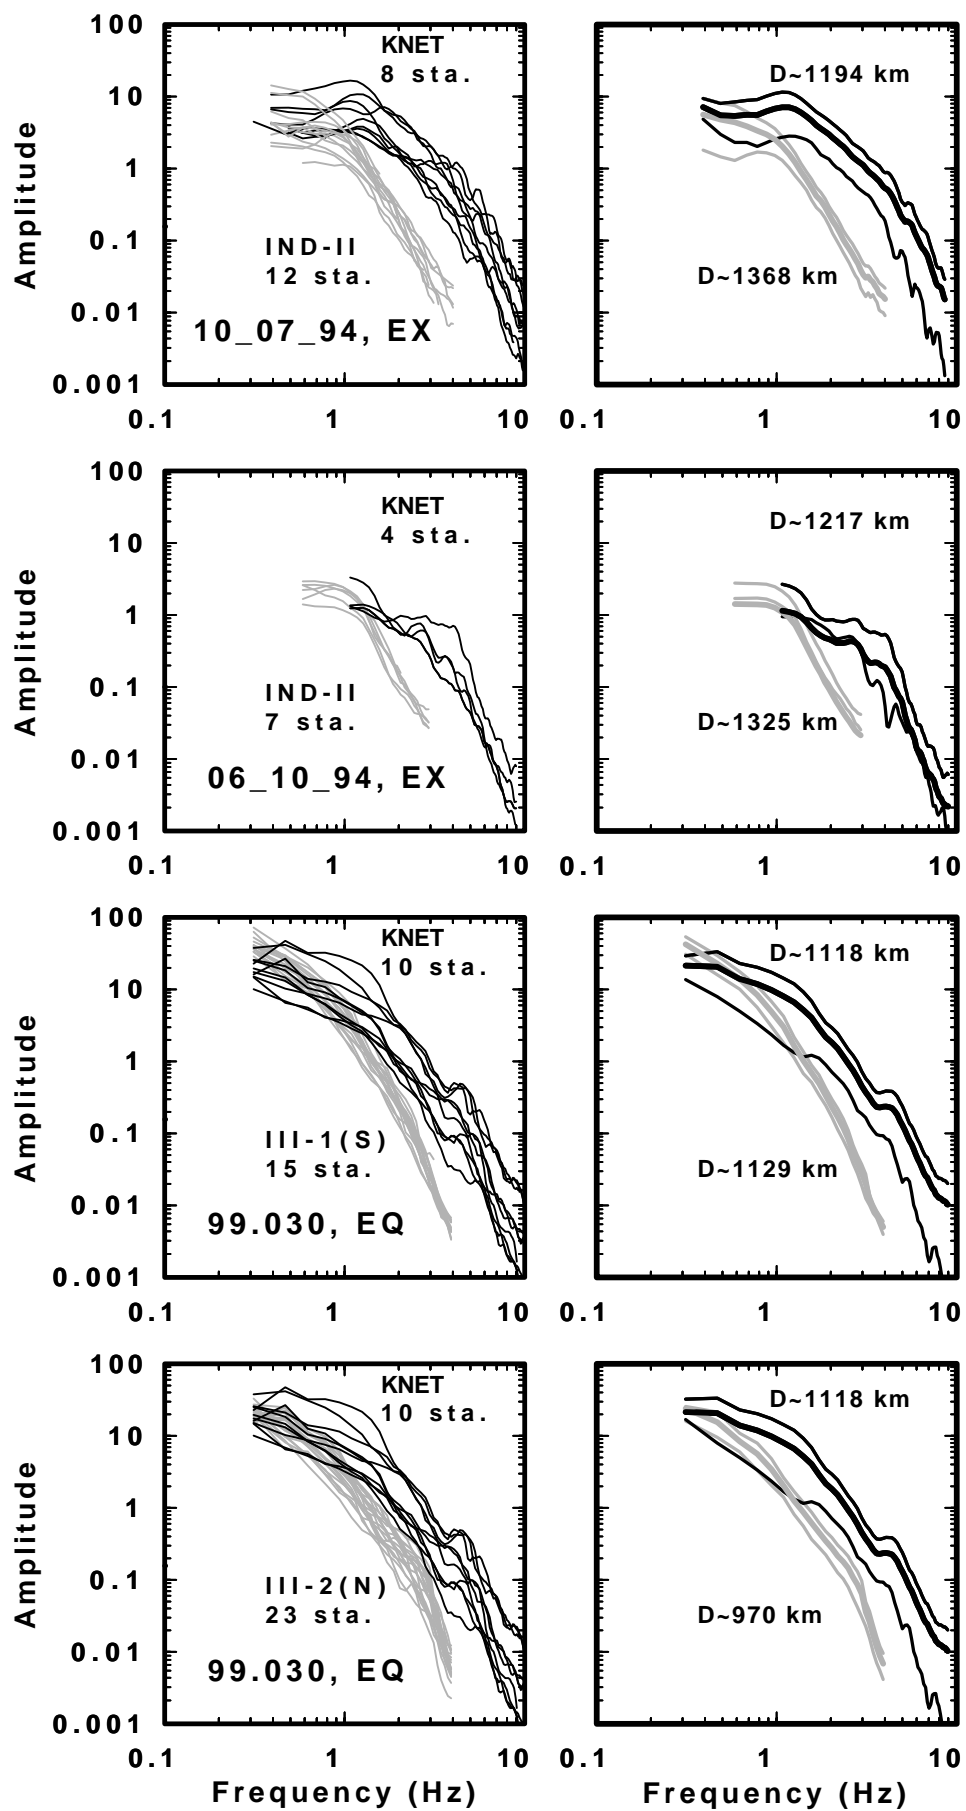 100
10
1
0.1
0.01
0.001
Amplitude
KNET
8 sta.
IND-II
12 sta.
10_07_94, EX
0.1 1 10
D~1194 km
D~1368 km
0.1 1 10
100
10
1
0.1
0.01
0.001
Amplitude
KNET
4 sta.
IND-II
7 sta.
06_10_94, EX
0.1 1 10
D~1217 km
D~1325 km
0.1 1 10
100
10
1
0.1
0.01
0.001
Amplitude
KNET
10 sta.
III-1(S)
15 sta.
99.030, EQ
0.1 1 10
D~1118 km
D~1129 km
0.1 1 10
100
10
1
0.1
0.01
0.001
Amplitude
KNET
10 sta.
III-2(N)
23 sta.
99.030, EQ
0.1 1 10
Frequency (Hz)
D~1118 km
D~970 km
0.1 1 10
Frequency (Hz)